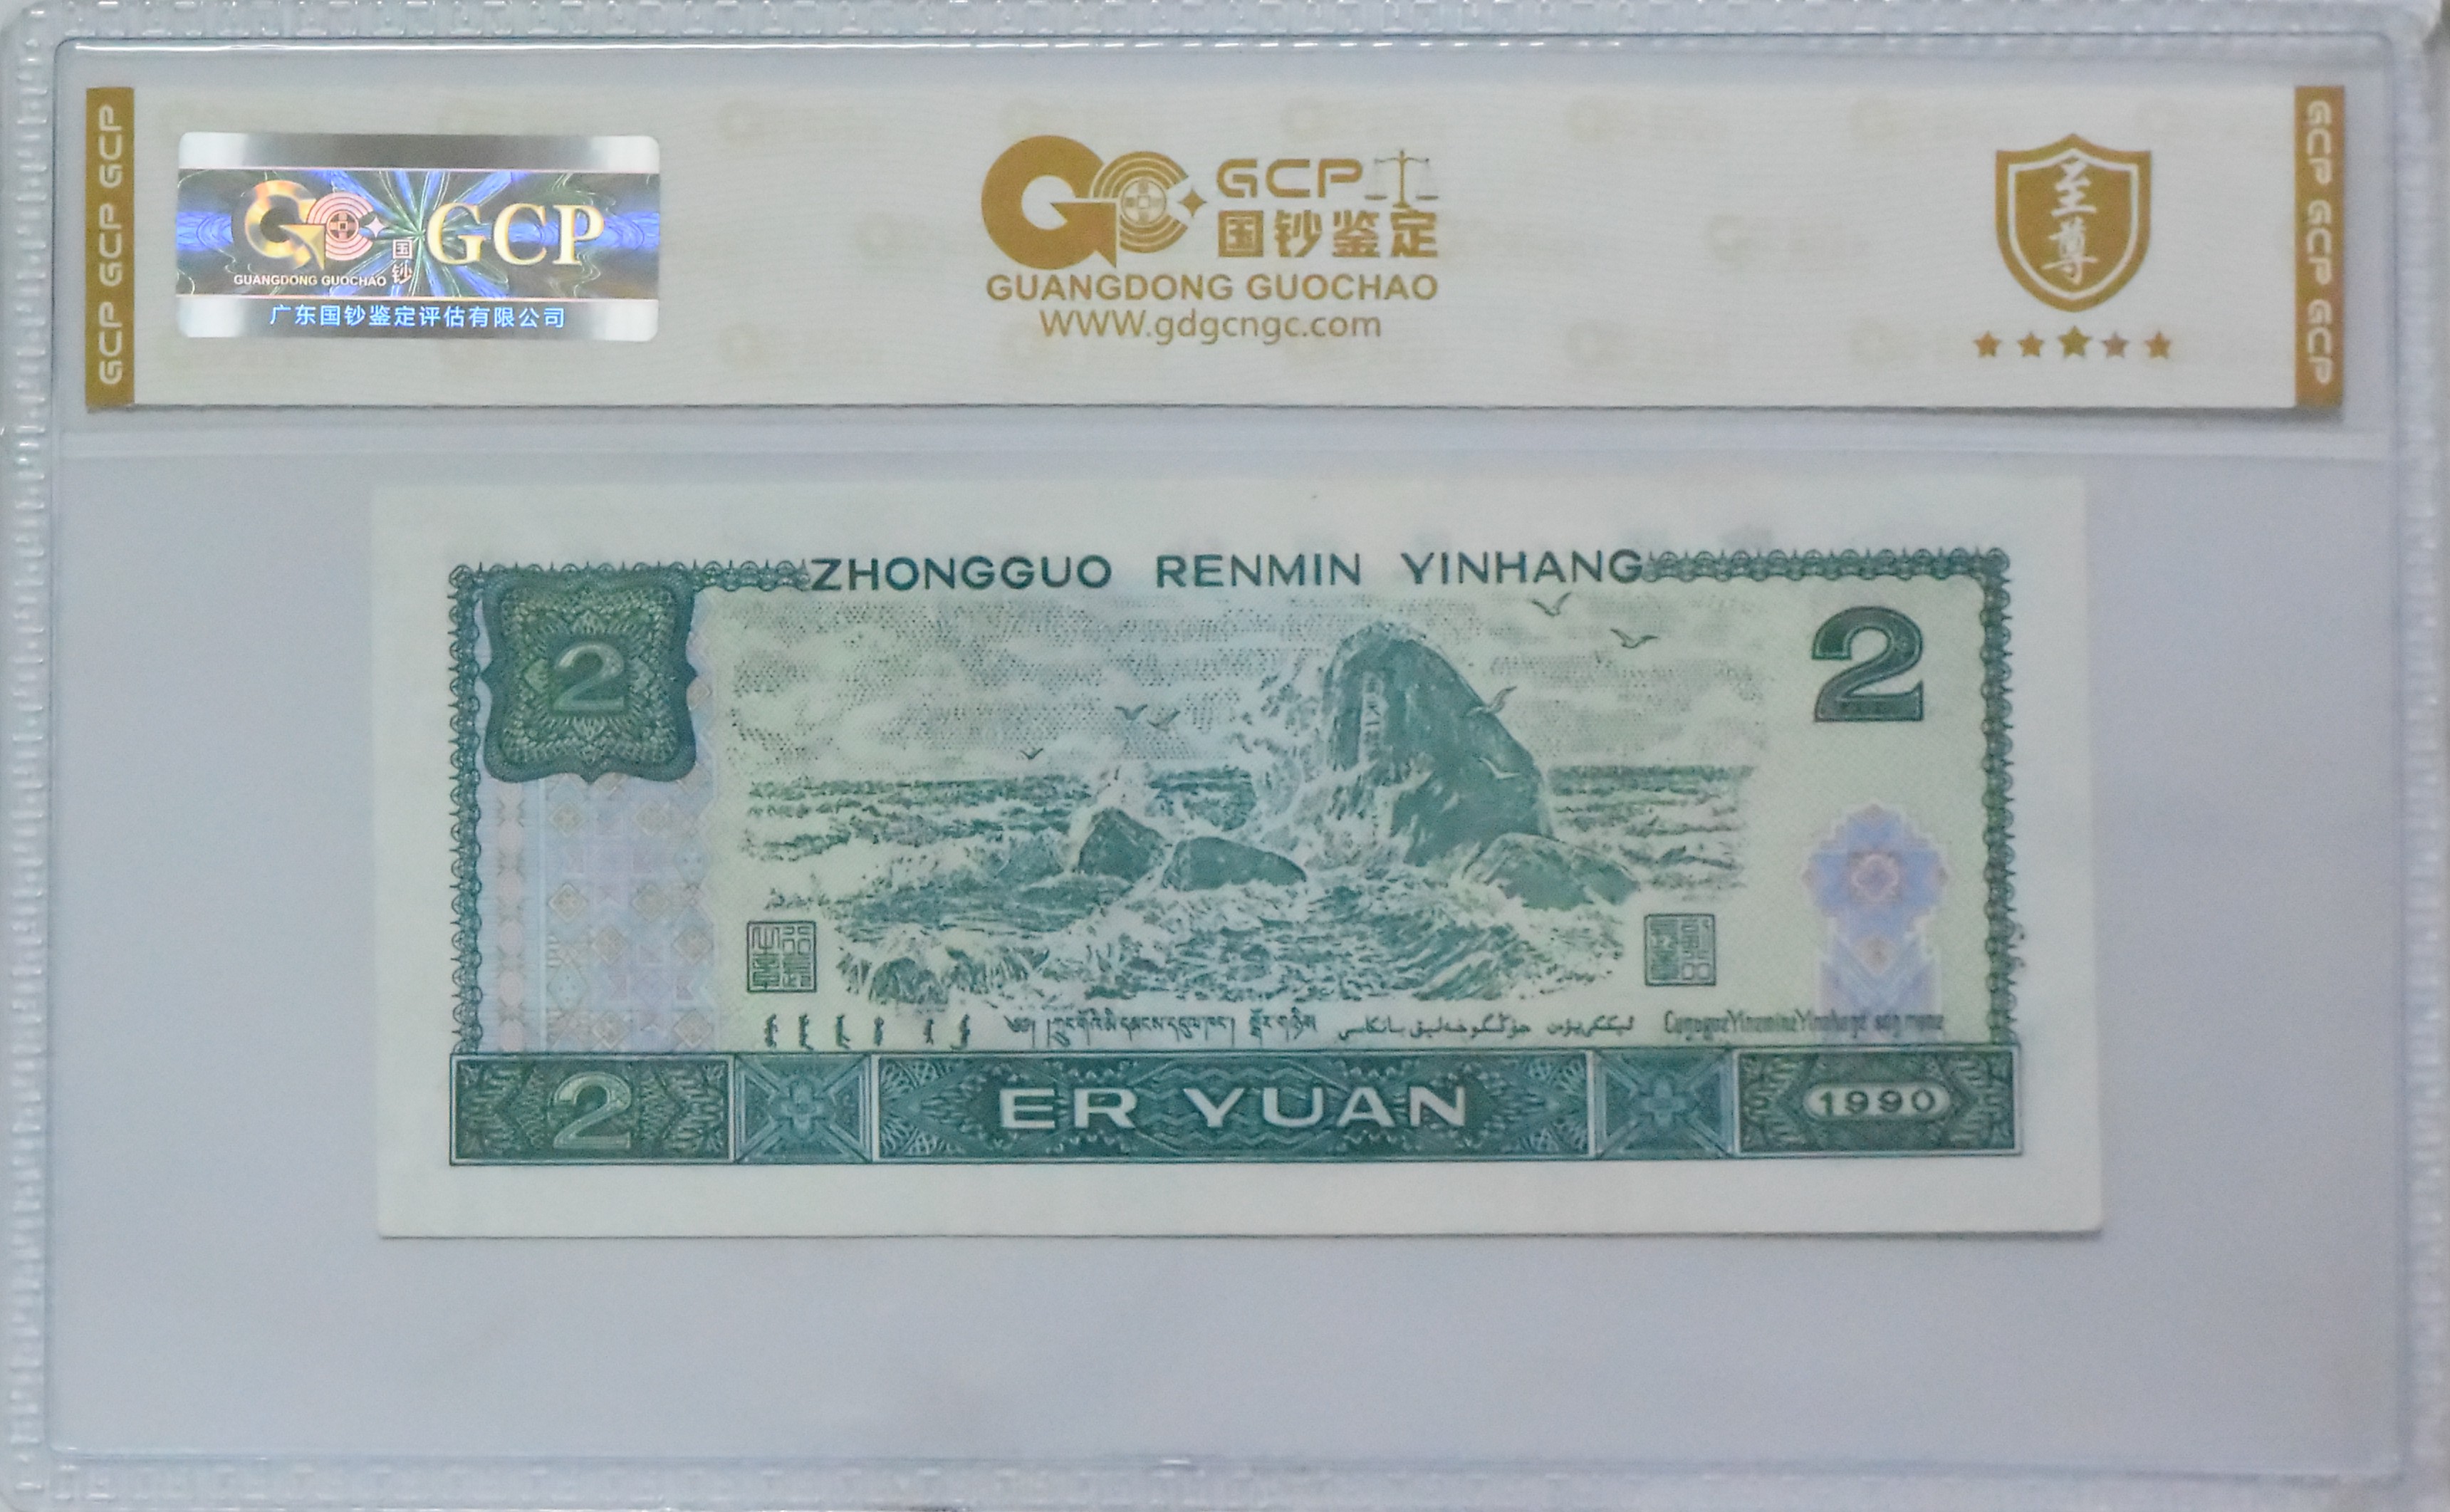 GCP GCP GCP
GCP
国钞
GUANGDONG GUOCHAO
广东国钞鉴定评估有限公司
GCP
国钞鉴定
GUANGDONG GUOCHAO
WWW.gdgcngc.com
至尊
GCP GCP GCP
ZHONGGUO RENMIN YINHANG
2
2
2
ER YUAN
1990